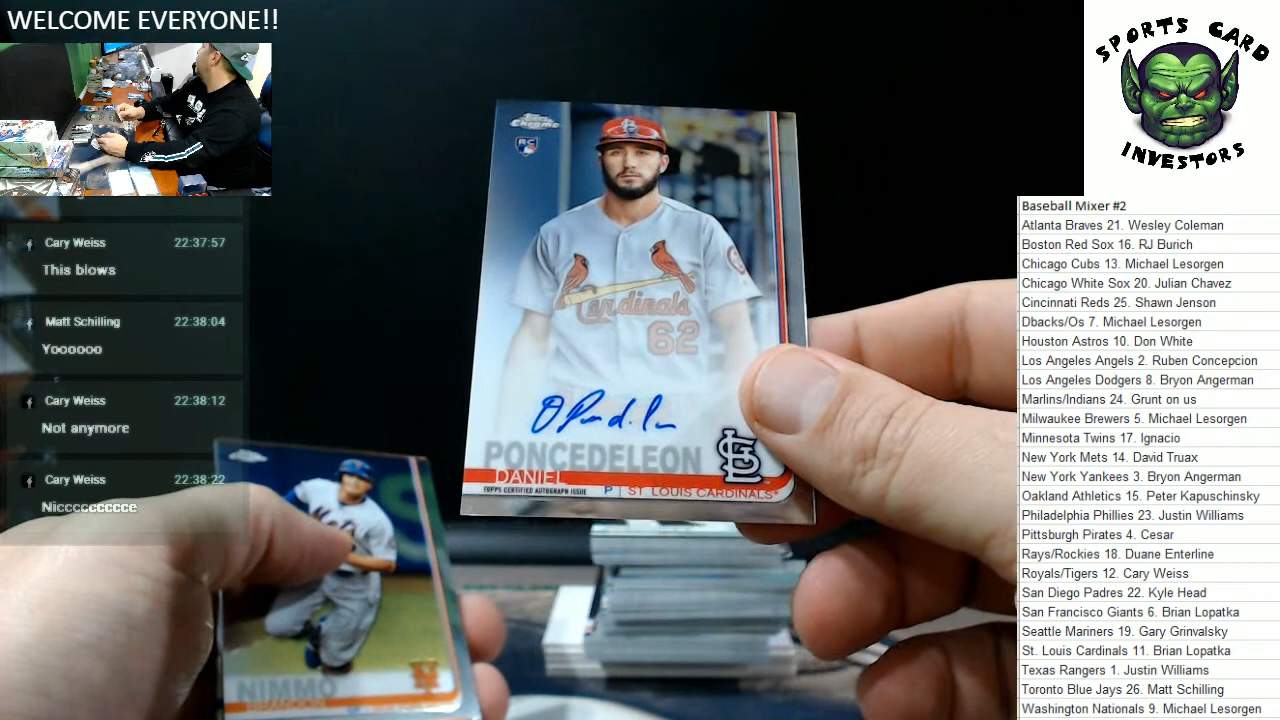 WELCOME EVERYONE!!
SPORTS CARD
INVESTORS
Cary Weiss 22:37:57
This blows
Matt Schilling 22:38:04
Yoooooo
Cary Weiss 22:38:12
Not anymore
Cary Weiss 22:38:22
Nicccccccccce
Topps Chrome
RC
Cardinals
62
PONCEDELEON
DANIEL
TOPPS CERTIFIED AUTOGRAPH ISSUE P ST. LOUIS CARDINALS
Mets
NIMMO
BRANDON
Baseball Mixer #2
Atlanta Braves 21. Wesley Coleman
Boston Red Sox 16. RJ Burich
Chicago Cubs 13. Michael Lesorgen
Chicago White Sox 20. Julian Chavez
Cincinnati Reds 25. Shawn Jenson
Dbacks/Os 7. Michael Lesorgen
Houston Astros 10. Don White
Los Angeles Angels 2. Ruben Concepcion
Los Angeles Dodgers 8. Bryon Angerman
Marlins/Indians 24. Grunt on us
Milwaukee Brewers 5. Michael Lesorgen
Minnesota Twins 17. Ignacio
New York Mets 14. David Truax
New York Yankees 3. Bryon Angerman
Oakland Athletics 15. Peter Kapuschinsky
Philadelphia Phillies 23. Justin Williams
Pittsburgh Pirates 4. Cesar
Rays/Rockies 18. Duane Enterline
Royals/Tigers 12. Cary Weiss
San Diego Padres 22. Kyle Head
San Francisco Giants 6. Brian Lopatka
Seattle Mariners 19. Gary Grinvalsky
St. Louis Cardinals 11. Brian Lopatka
Texas Rangers 1. Justin Williams
Toronto Blue Jays 26. Matt Schilling
Washington Nationals 9. Michael Lesorgen